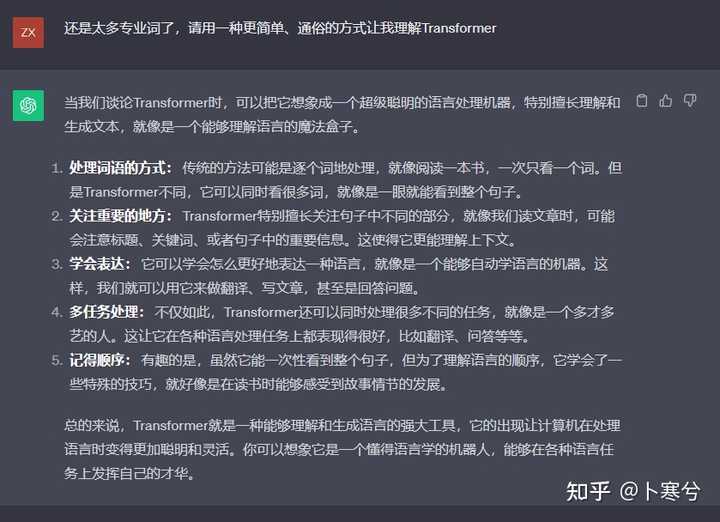 ZX
还是太多专业词了，请用一种更简单、通俗的方式让我理解Transformer
当我们谈论Transformer时，可以把它想象成一个超级聪明的语言处理机器，特别擅长理解和
生成文本，就像是一个能够理解语言的魔法盒子。
1. 处理词语的方式： 传统的方法可能是逐个词地处理，就像阅读一本书，一次只看一个词。但
是Transformer不同，它可以同时看很多词，就像是一眼就能看到整个句子。
2. 关注重要的地方： Transformer特别擅长关注句子中不同的部分，就像我们读文章时，可能
会注意标题、关键词、或者句子中的重要信息。这使得它更能理解上下文。
3. 学会表达： 它可以学会怎么更好地表达一种语言，就像是一个能够自动学语言的机器。这
样，我们就可以用它来做翻译、写文章，甚至是回答问题。
4. 多任务处理： 不仅如此，Transformer还可以同时处理很多不同的任务，就像是一个多才多
艺的人。这让它在各种语言处理任务上都表现得很好，比如翻译、问答等等。
5. 记得顺序： 有趣的是，虽然它能一次性看到整个句子，但为了理解语言的顺序，它学会了一
些特殊的技巧，就好像是在读书时能够感受到故事情节的发展。
总的来说，Transformer就是一种能够理解和生成语言的强大工具，它的出现让计算机在处理
语言时变得更加聪明和灵活。你可以想象它是一个懂得语言学的机器人，能够在各种语言任
务上发挥自己的才华。
知乎 @卜寒兮